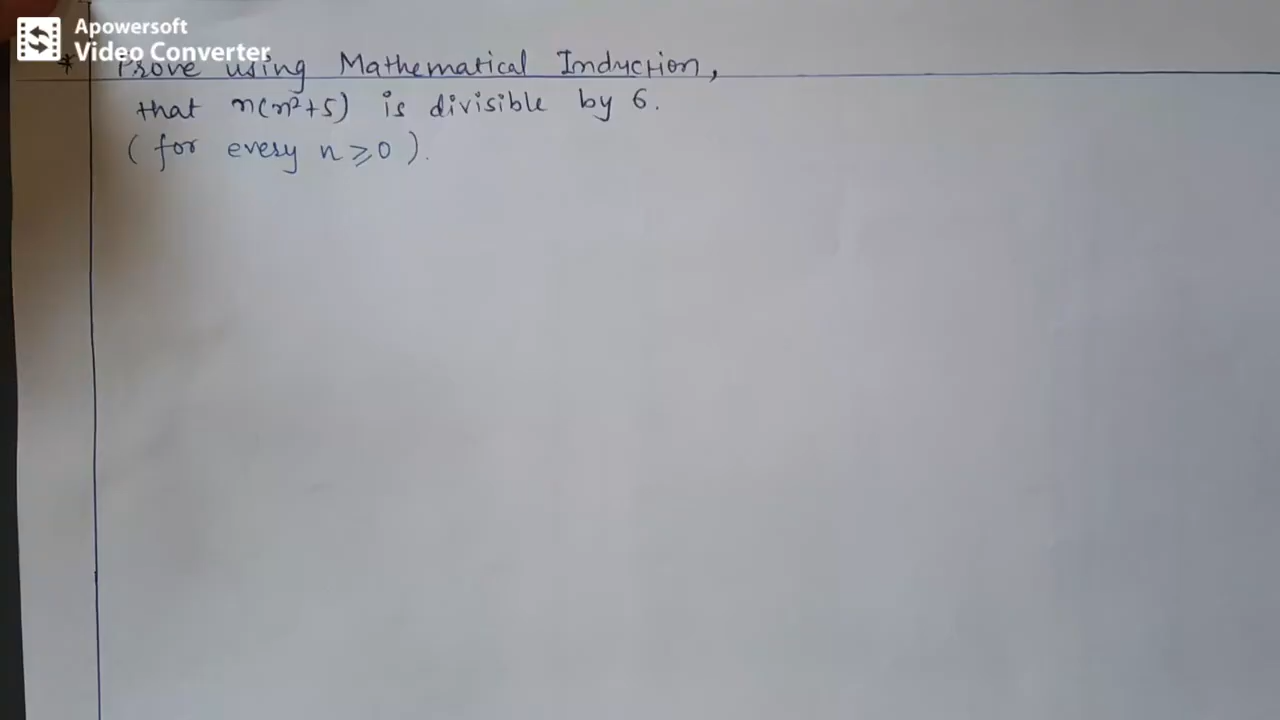 Apowersoft
Video Converter
* Prove using Mathematical Induction,
that n(n²+5) is divisible by 6.
(for every n ⩾ 0).